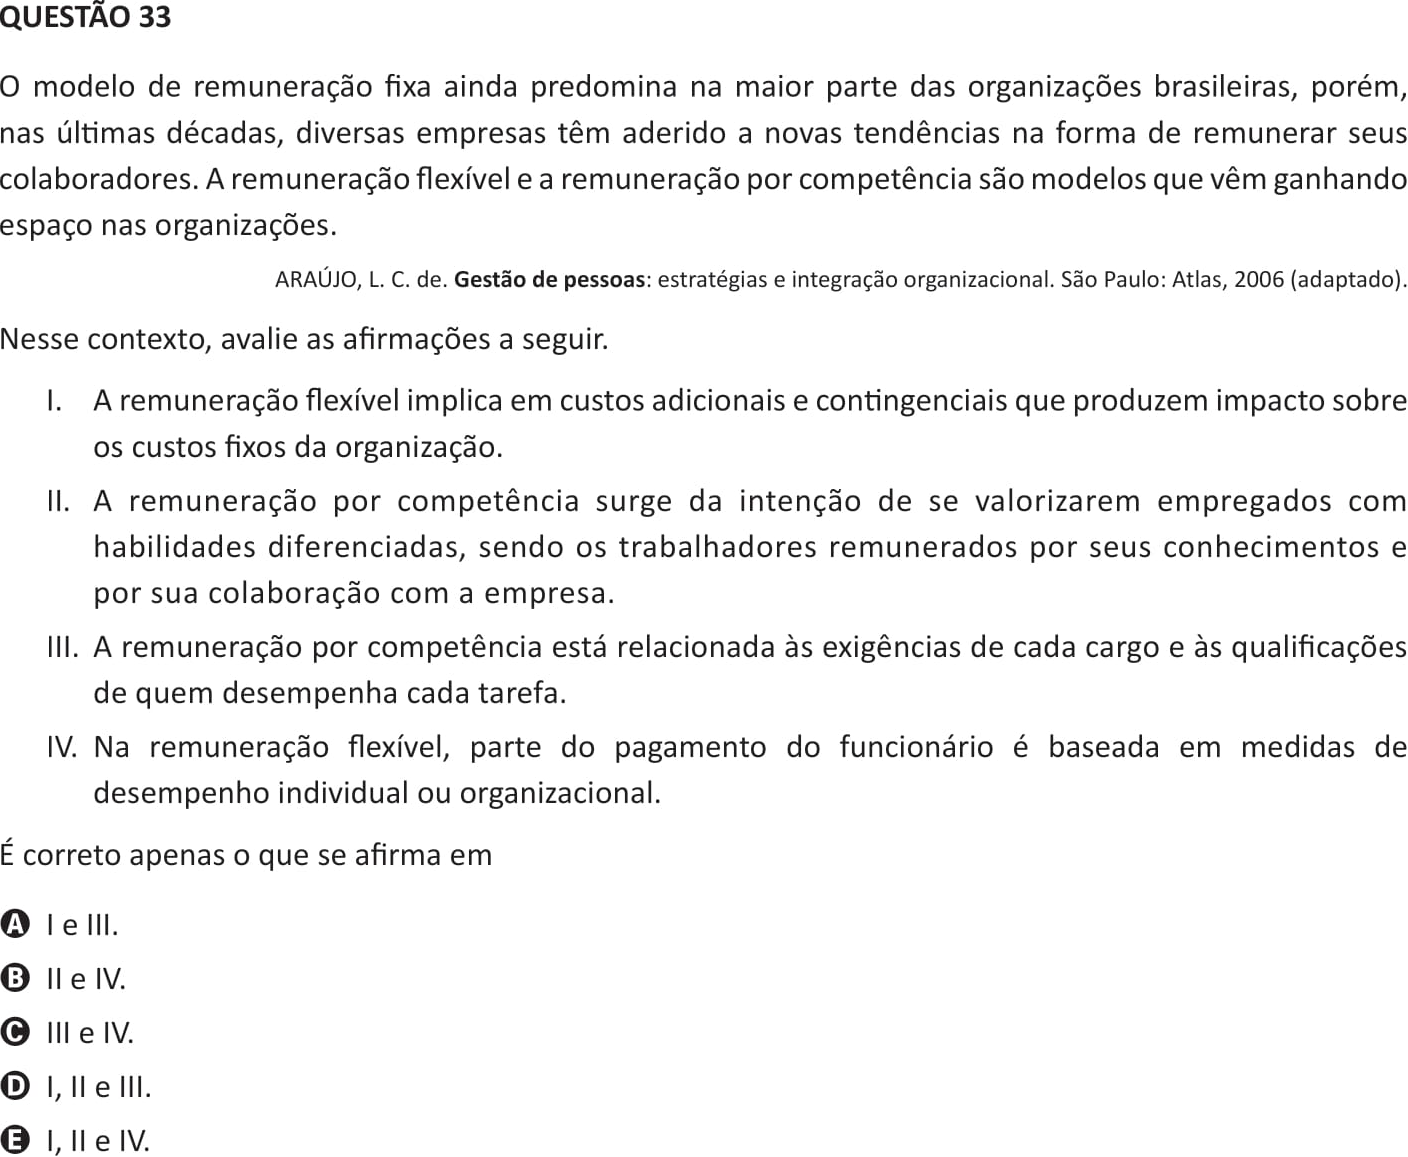 QUESTÃO 33
O modelo de remuneração fixa ainda predomina na maior parte das organizações brasileiras, porém,
nas últimas décadas, diversas empresas têm aderido a novas tendências na forma de remunerar seus
colaboradores. A remuneração flexível e a remuneração por competência são modelos que vêm ganhando
espaço nas organizações.
ARAÚJO, L. C. de. Gestão de pessoas: estratégias e integração organizacional. São Paulo: Atlas, 2006 (adaptado).
Nesse contexto, avalie as afirmações a seguir.
I. A remuneração flexível implica em custos adicionais e contingenciais que produzem impacto sobre
os custos fixos da organização.
II. A remuneração por competência surge da intenção de se valorizarem empregados com
habilidades diferenciadas, sendo os trabalhadores remunerados por seus conhecimentos e
por sua colaboração com a empresa.
III. A remuneração por competência está relacionada às exigências de cada cargo e às qualificações
de quem desempenha cada tarefa.
IV. Na remuneração flexível, parte do pagamento do funcionário é baseada em medidas de
desempenho individual ou organizacional.
É correto apenas o que se afirma em
A I e III.
B II e IV.
C III e IV.
D I, II e III.
E I, II e IV.